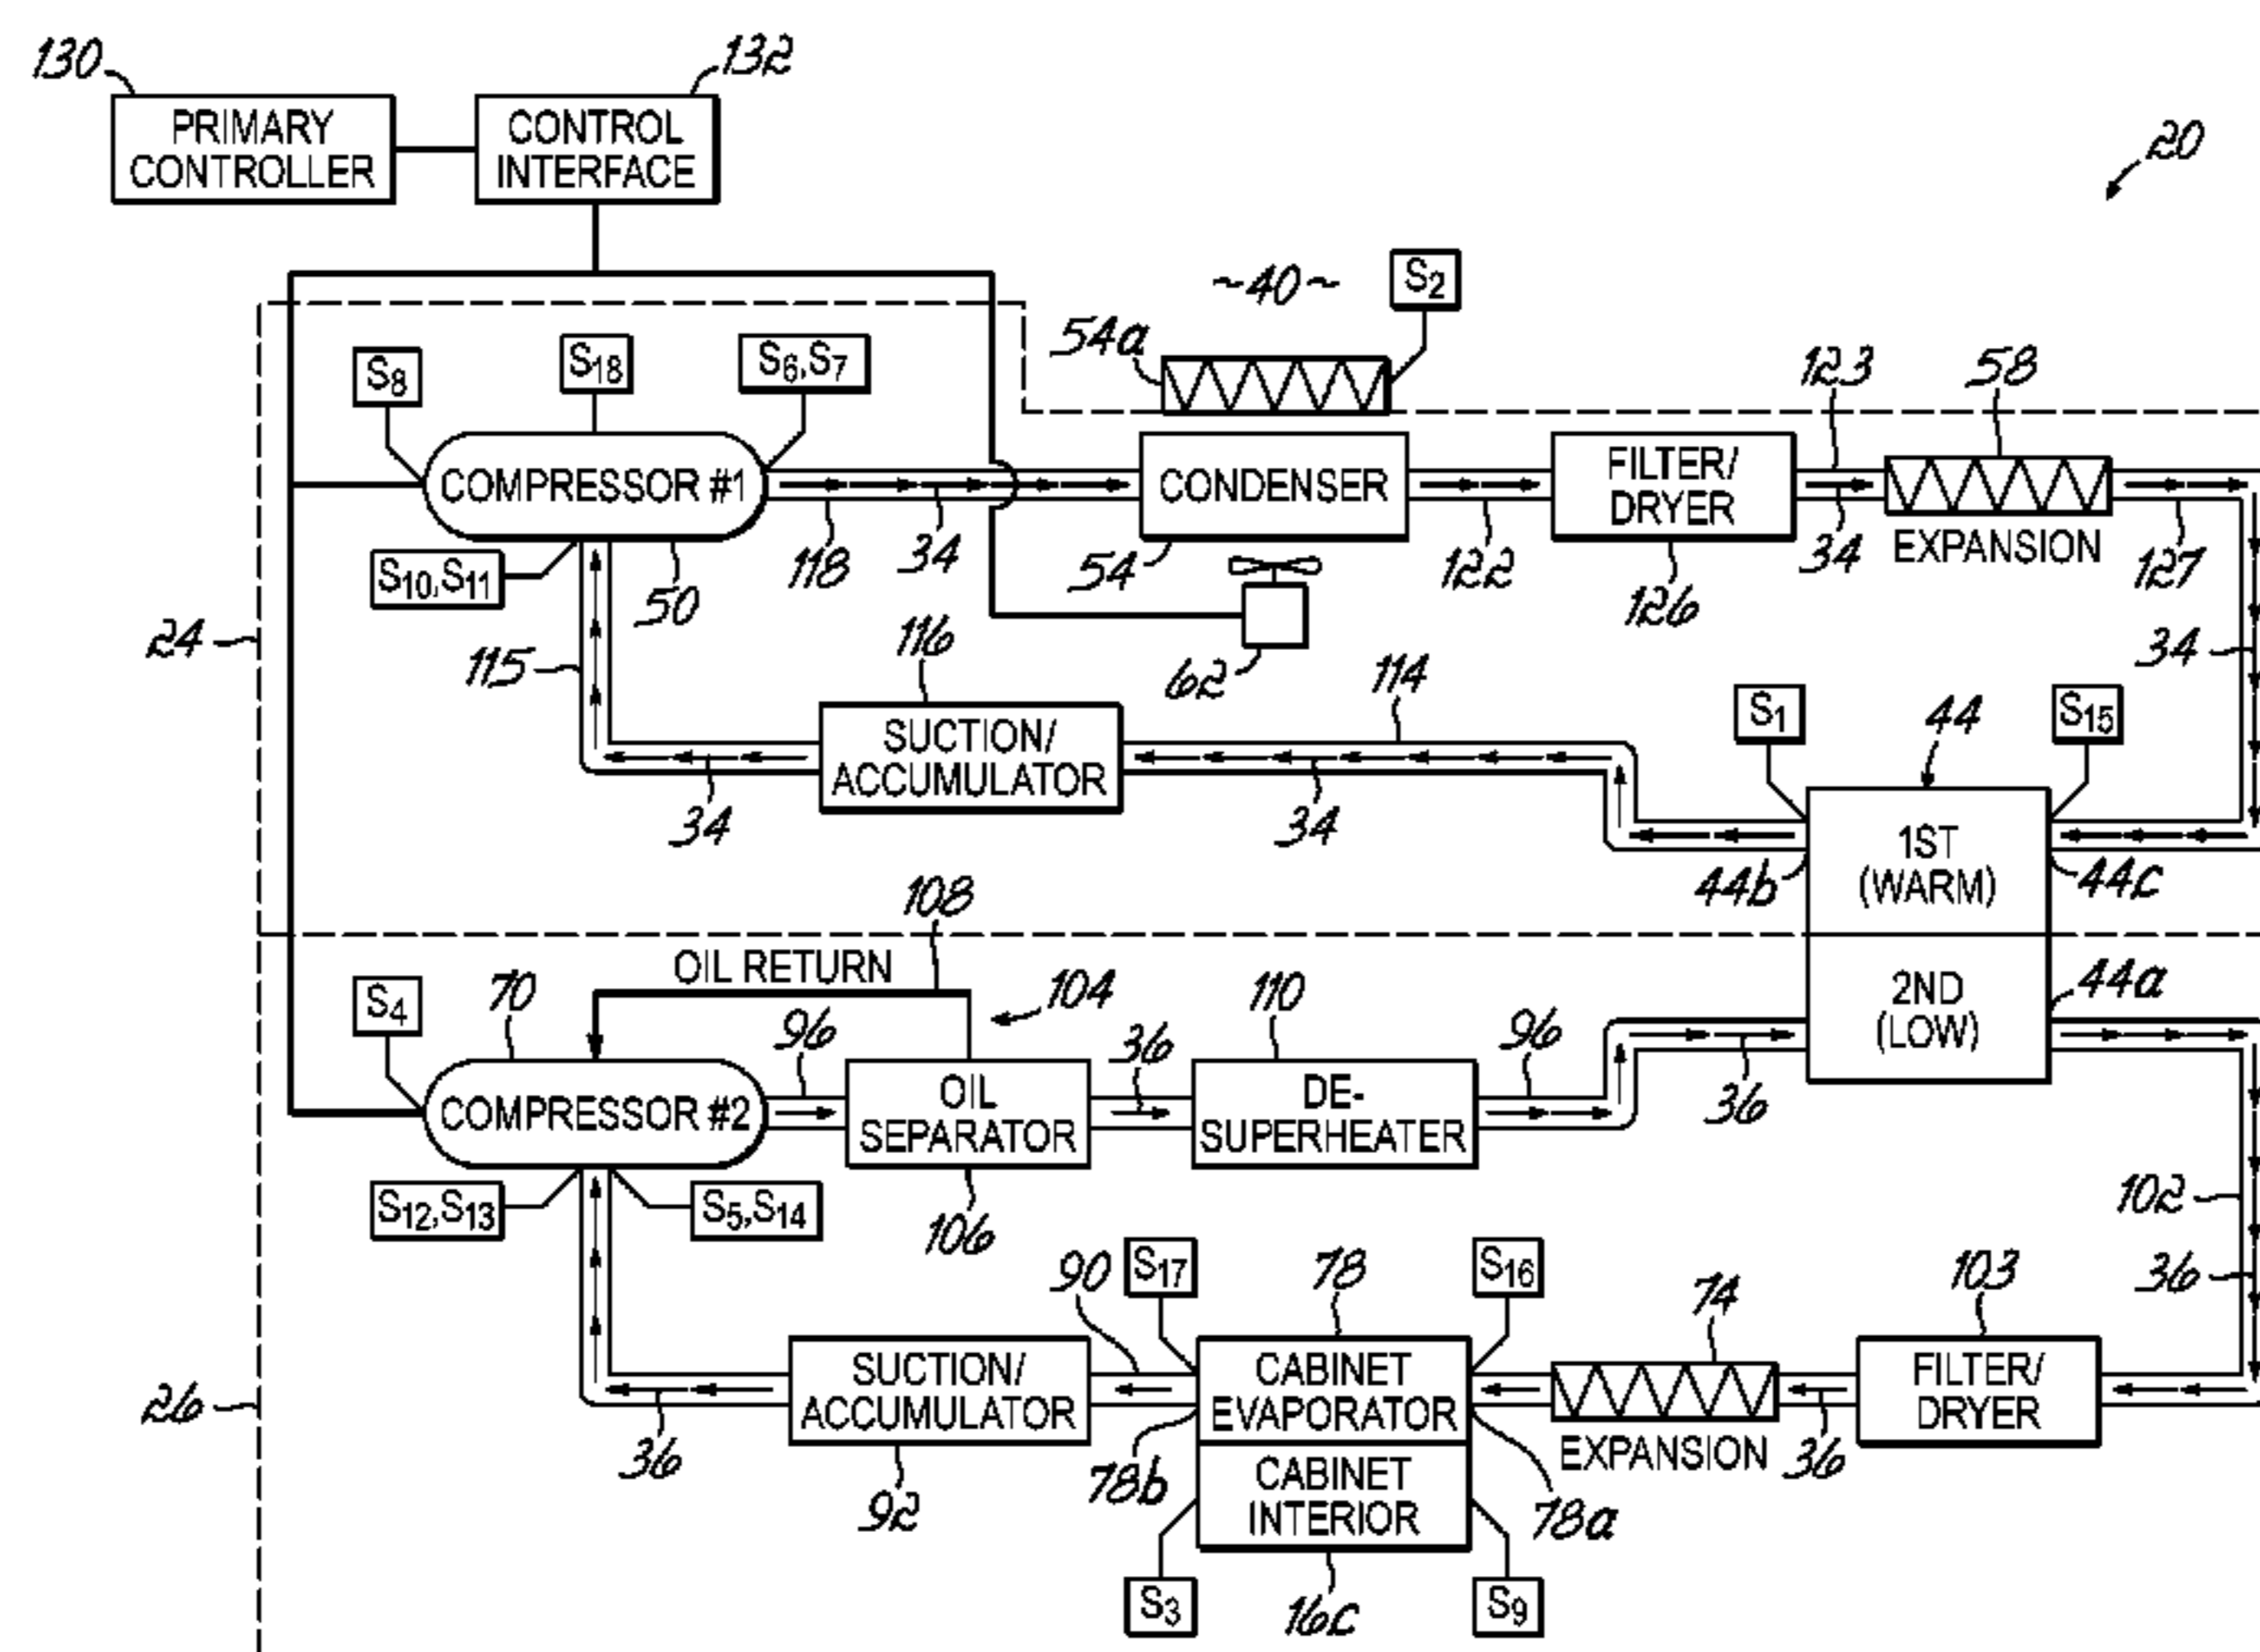 130
132
PRIMARY
CONTROLLER
CONTROL
INTERFACE
20
~40~
S2
54a
S8
S18
S6,S7
123
58
COMPRESSOR #1
CONDENSER
FILTER/
DRYER
EXPANSION
118
34
54
122
126
34
127
S10,S11
50
24
115
116
62
114
34
S1
44
S15
SUCTION/
ACCUMULATOR
34
34
1ST
(WARM)
44b
44c
108
OIL RETURN
S4
70
104
110
2ND
(LOW)
44a
96
36
96
36
COMPRESSOR #2
OIL
SEPARATOR
DE-
SUPERHEATER
102
S12,S13
S5,S14
106
90
S17
78
S16
74
103
36
26
SUCTION/
ACCUMULATOR
CABINET
EVAPORATOR
FILTER/
DRYER
EXPANSION
36
36
92
78b
CABINET
INTERIOR
78a
S3
16c
S9